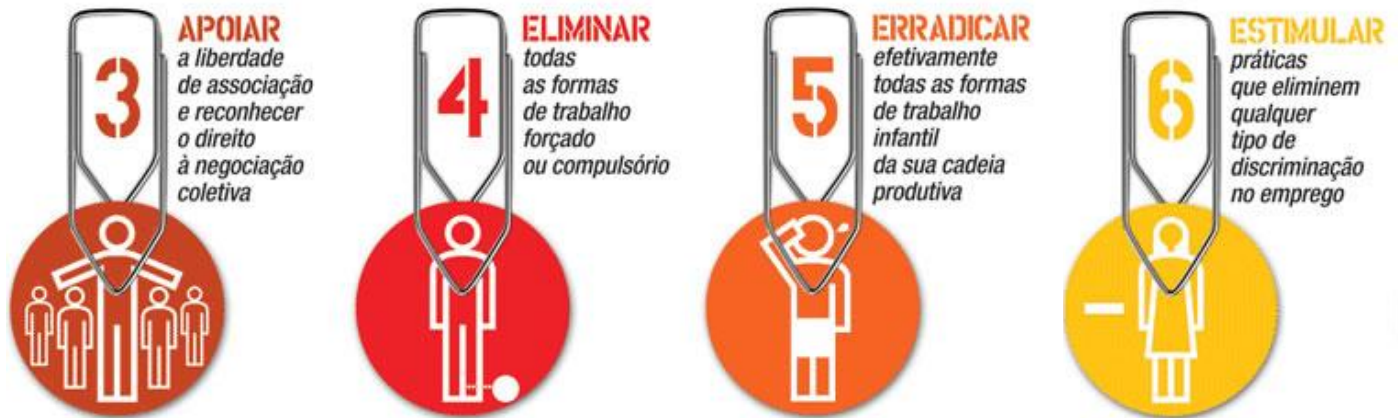 3
APOIAR
a liberdade
de associação
e reconhecer
o direito
à negociação
coletiva
4
ELIMINAR
todas
as formas
de trabalho
forçado
ou compulsório
5
ERRADICAR
efetivamente
todas as formas
de trabalho
infantil
da sua cadeia
produtiva
6
ESTIMULAR
práticas
que eliminem
qualquer
tipo de
discriminação
no emprego